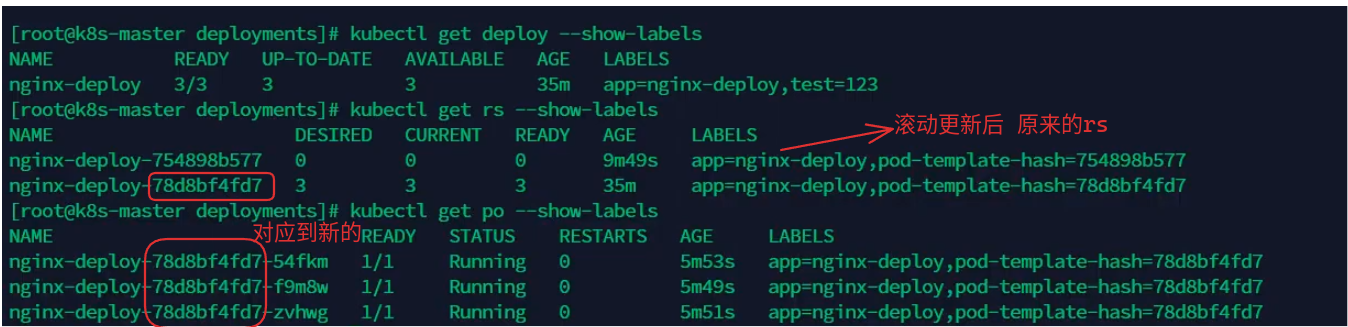 [root@k8s-master deployments]# kubectl get deploy --show-labels
NAME READY UP-TO-DATE AVAILABLE AGE LABELS
nginx-deploy 3/3 3 3 35m app=nginx-deploy,test=123
[root@k8s-master deployments]# kubectl get rs --show-labels
滚动更新后 原来的rs
NAME DESIRED CURRENT READY AGE LABELS
nginx-deploy-754898b577 0 0 0 9m49s app=nginx-deploy,pod-template-hash=754898b577
nginx-deploy-78d8bf4fd7 3 3 3 35m app=nginx-deploy,pod-template-hash=78d8bf4fd7
[root@k8s-master deployments]# kubectl get po --show-labels
对应到新的
NAME READY STATUS RESTARTS AGE LABELS
nginx-deploy-78d8bf4fd7-54fkm 1/1 Running 0 5m53s app=nginx-deploy,pod-template-hash=78d8bf4fd7
nginx-deploy-78d8bf4fd7-f9m8w 1/1 Running 0 5m49s app=nginx-deploy,pod-template-hash=78d8bf4fd7
nginx-deploy-78d8bf4fd7-zvhwg 1/1 Running 0 5m51s app=nginx-deploy,pod-template-hash=78d8bf4fd7